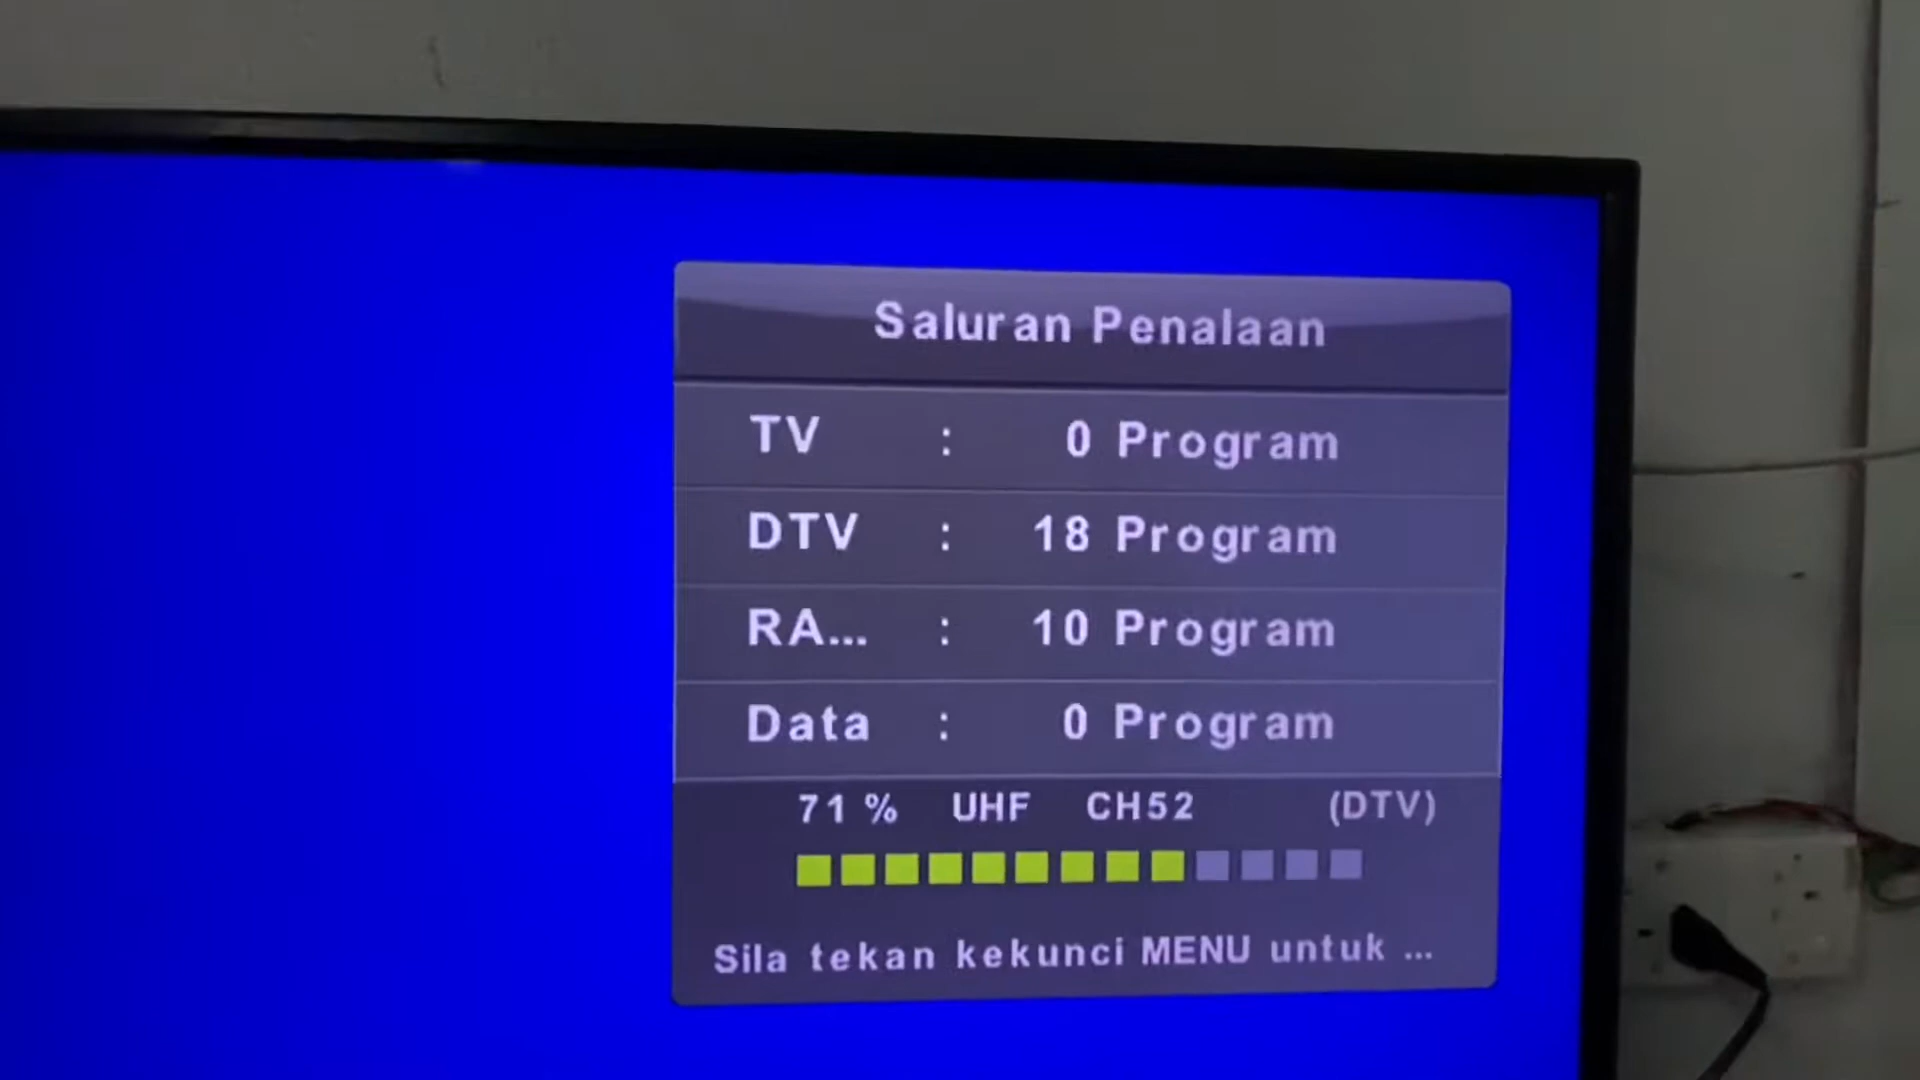 Saluran Penalaan
TV : 0 Program
DTV : 18 Program
RA... : 10 Program
Data : 0 Program
71 % UHF CH52 (DTV)
Sila tekan kekunci MENU untuk ...